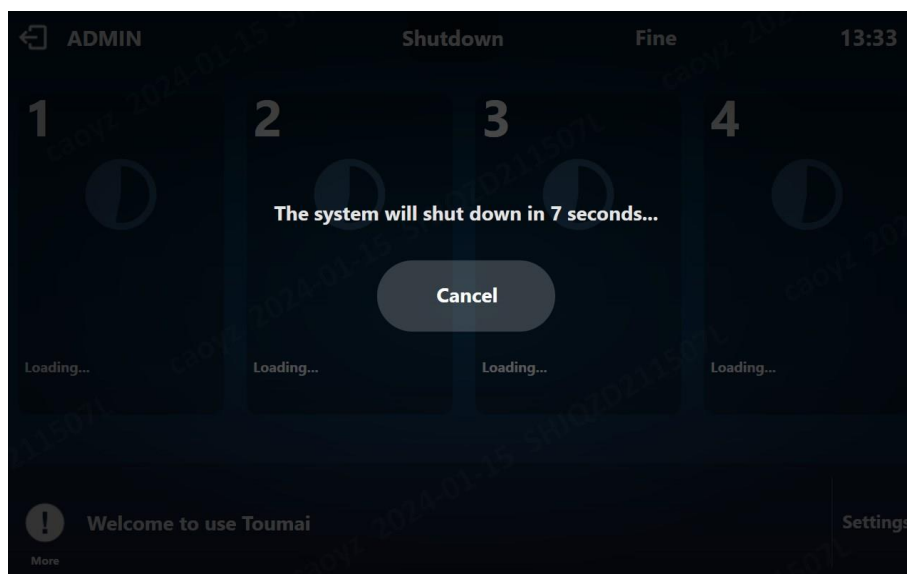 ADMIN Shutdown Fine 13:33
1 2 3 4
The system will shut down in 7 seconds...
Cancel
Loading... Loading... Loading... Loading...
! Welcome to use Toumai Settings
More